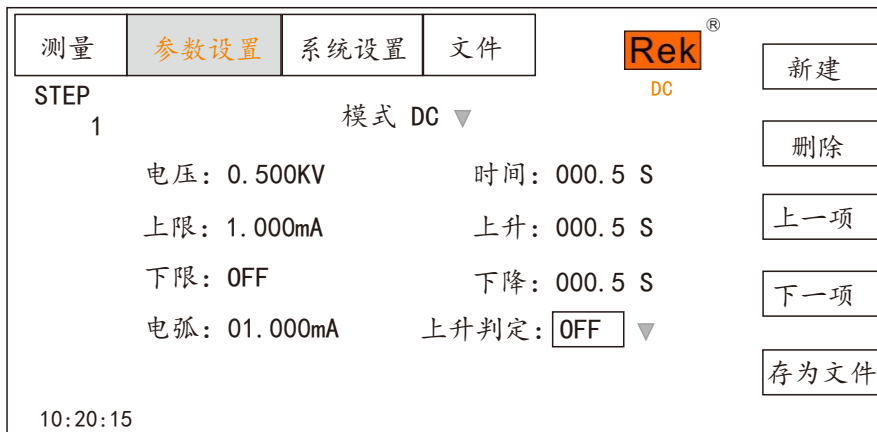 测量 参数设置 系统设置 文件 Rek ® 
DC
新建
STEP
1
模式 DC ▼
删除
电压: 0.500KV 时间: 000.5 S
上限: 1.000mA 上升: 000.5 S
上一项
下限: OFF 下降: 000.5 S
下一项
电弧: 01.000mA 上升判定: OFF ▼
存为文件
10:20:15